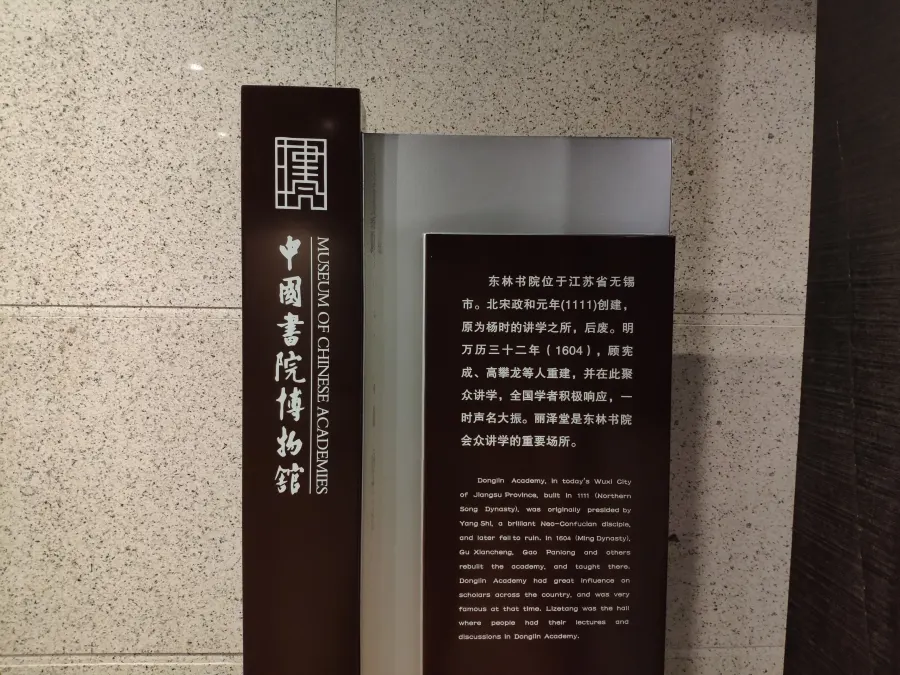 中國書院博物館
MUSEUM OF CHINESE ACADEMIES
东林书院位于江苏省无锡
市。北宋政和元年(1111)创建，
原为杨时的讲学之所，后废。明
万历三十二年（1604），顾宪
成、高攀龙等人重建，并在此聚
众讲学，全国学者积极响应，一
时声名大振。丽泽堂是东林书院
会众讲学的重要场所。
Donglin Academy, in today's Wuxi City
of Jiangsu Province, built in 1111 (Northern
Song Dynasty), was originally presided by
Yang Shi, a brilliant Neo-Confucian disciple,
and later fell to ruin. In 1604 (Ming Dynasty),
Gu Xiancheng, Gao Panlong and others
rebuilt the academy, and taught there.
Donglin Academy had great influence on
scholars across the country, and was very
famous at that time. Lizetang was the hall
where people had their lectures and
discussions in Donglin Academy.